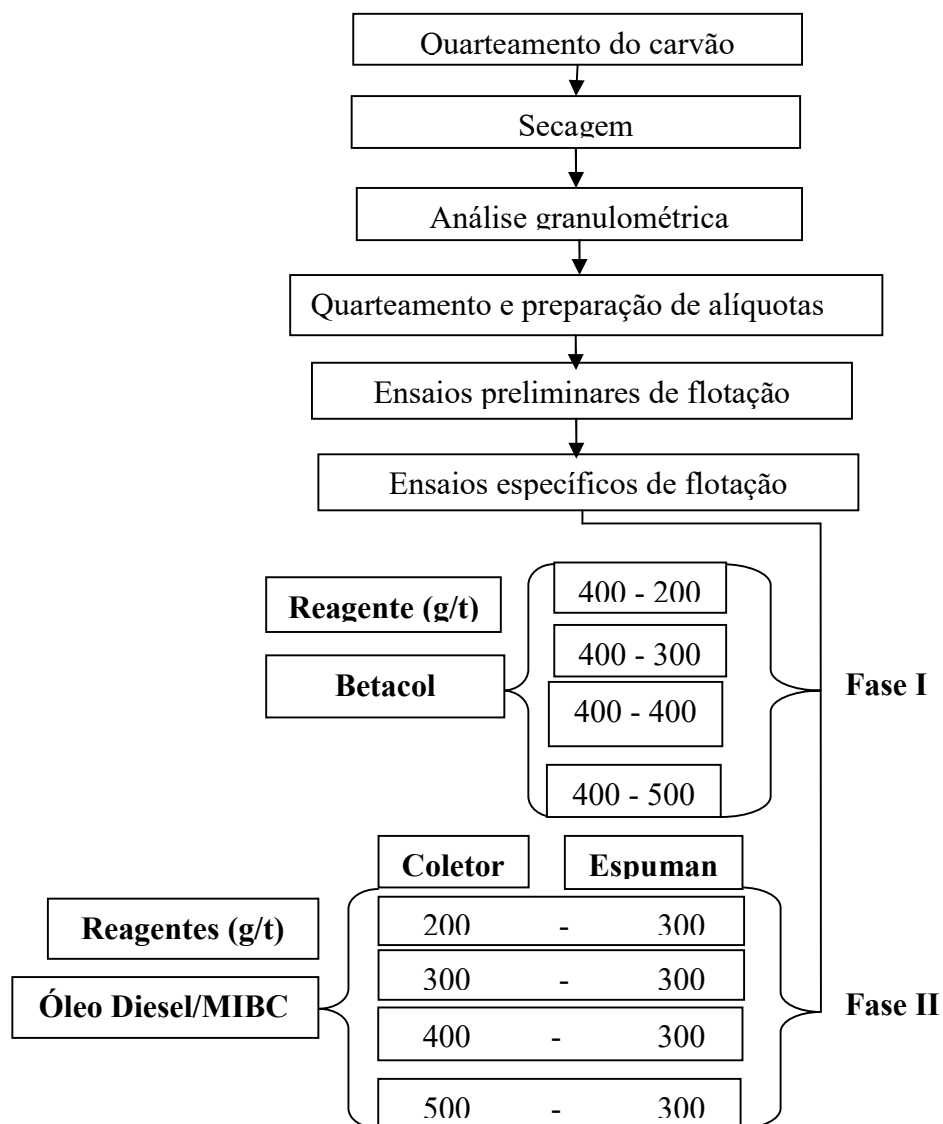 Quarteamento do carvão
Secagem
Análise granulométrica
Quarteamento e preparação de alíquotas
Ensaios preliminares de flotação
Ensaios específicos de flotação
Reagente (g/t)
Betacol
400 - 200
400 - 300
400 - 400
400 - 500
Fase I
Coletor Espuman
Reagentes (g/t)
Óleo Diesel/MIBC
200 - 300
300 - 300
400 - 300
500 - 300
Fase II